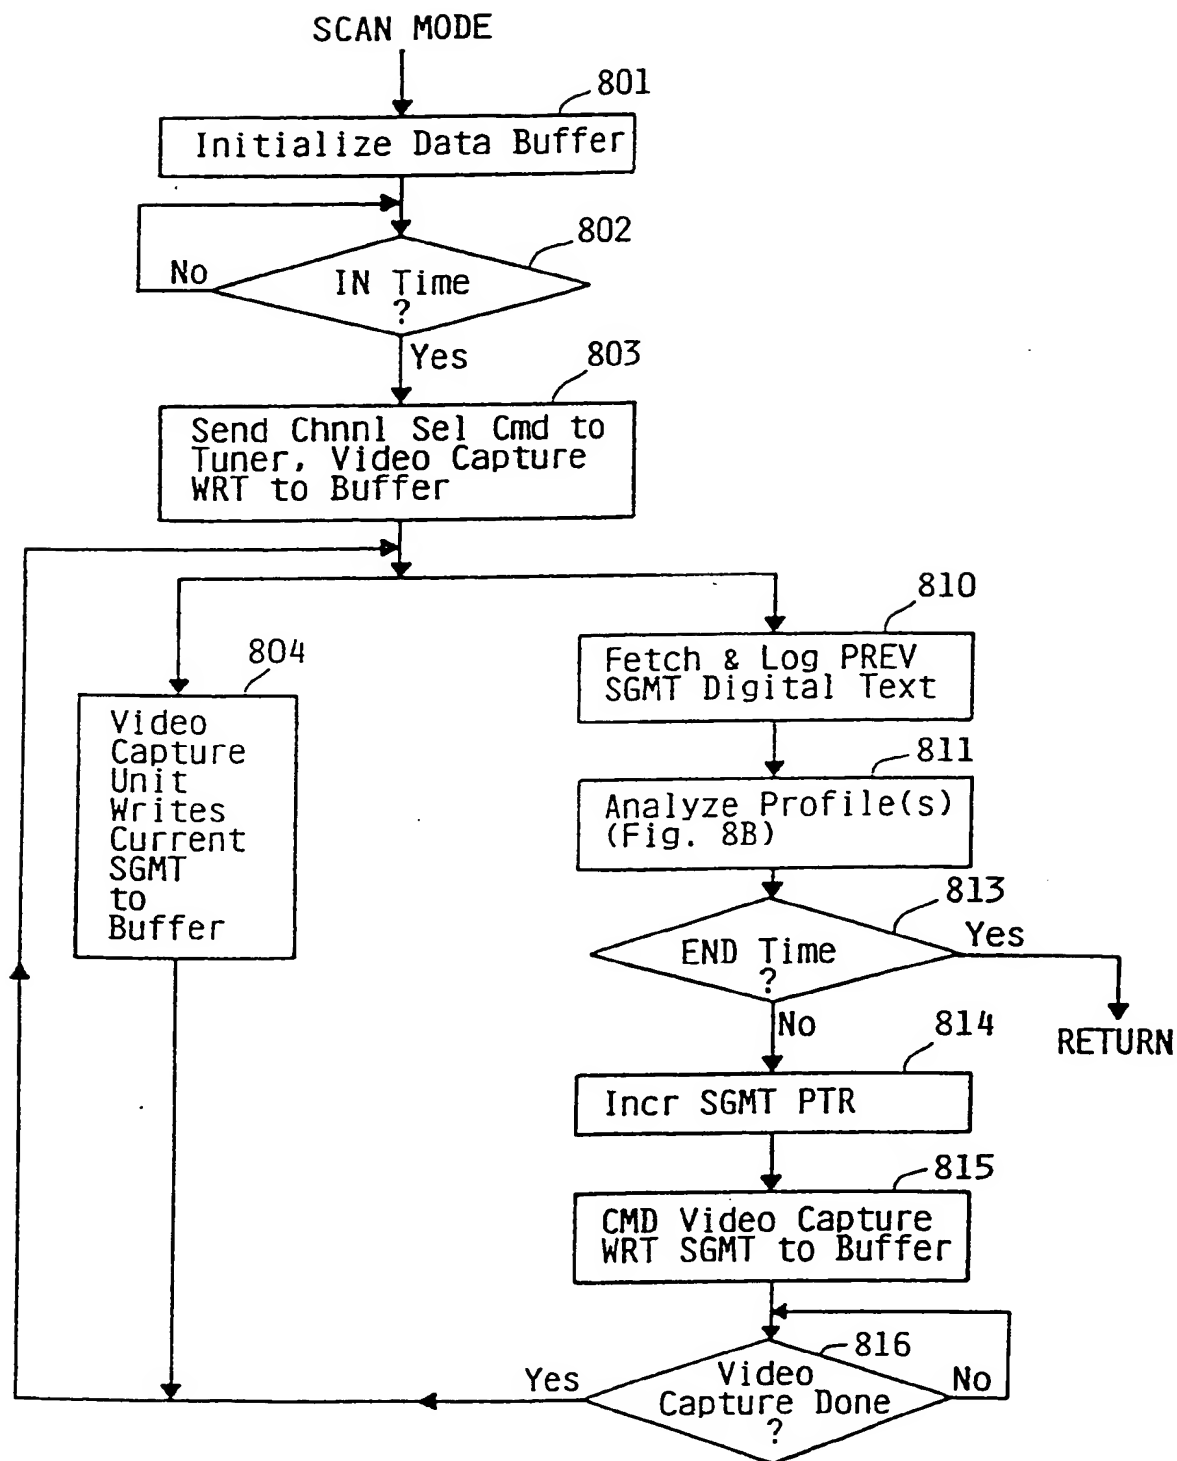 SCAN MODE
801
Initialize Data Buffer
802
No
IN Time
?
Yes
803
Send Chnnl Sel Cmd to
Tuner, Video Capture
WRT to Buffer
804
Video
Capture
Unit
Writes
Current
SGMT
to
Buffer
810
Fetch & Log PREV
SGMT Digital Text
811
Analyze Profile(s)
(Fig. 8B)
813
END Time
?
Yes
RETURN
No
814
Incr SGMT PTR
815
CMD Video Capture
WRT SGMT to Buffer
816
Video
Capture Done
?
Yes
No